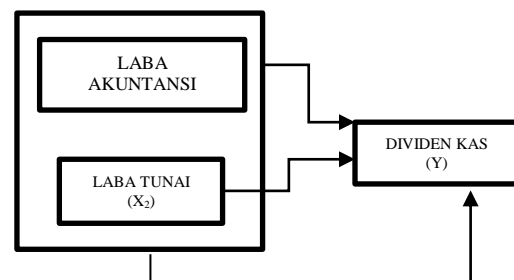 LABA
AKUNTANSI
DIVIDEN KAS
(Y)
LABA TUNAI
(X₂)